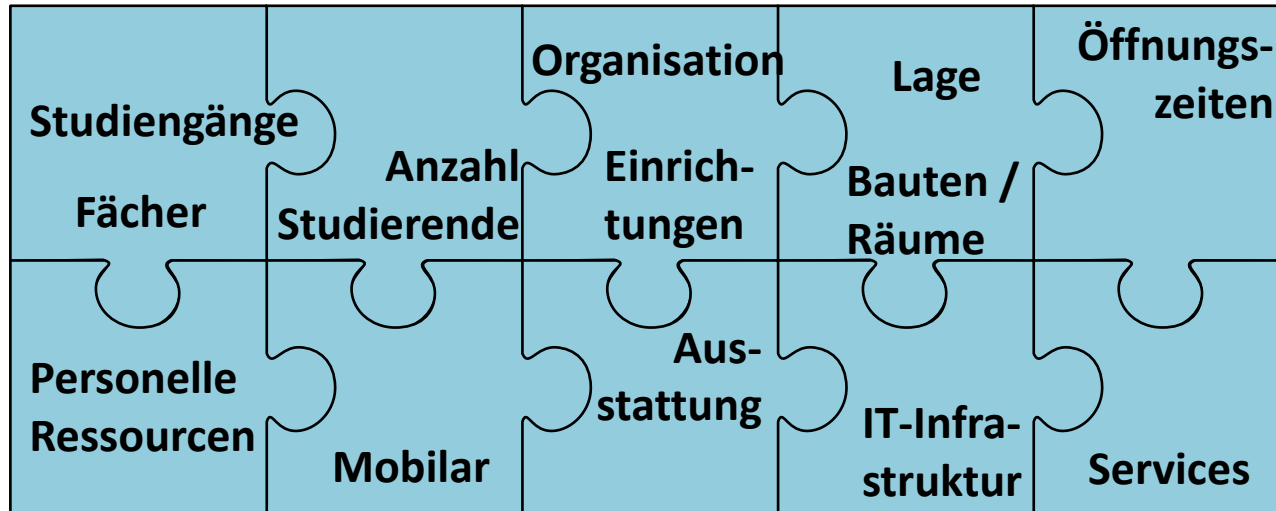 Studiengänge
Fächer
Anzahl
Studierende
Organisation
Einrich-
tungen
Lage
Bauten /
Räume
Öffnungs-
zeiten
Personelle
Ressourcen
Mobilar
Aus-
stattung
IT-Infra-
struktur
Services